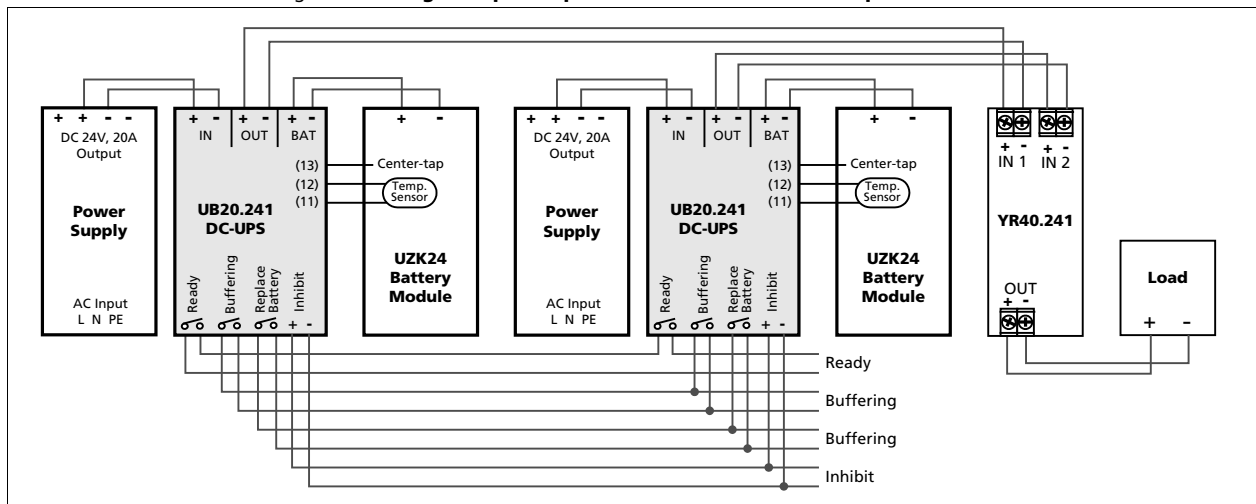 + + - -
DC 24V, 20A
Output
Power
Supply
AC Input
L N PE
+ - + - + -
IN OUT BAT
(13)
(12)
(11)
UB20.241
DC-UPS
Ready
Buffering
Replace
Battery
Inhibit
+ -
+ -
Center-tap
Temp.
Sensor
UZK24
Battery
Module
+ + - -
DC 24V, 20A
Output
Power
Supply
AC Input
L N PE
+ - + - + -
IN OUT BAT
(13)
(12)
(11)
UB20.241
DC-UPS
Ready
Buffering
Replace
Battery
Inhibit
+ -
+ -
Center-tap
Temp.
Sensor
UZK24
Battery
Module
+ - + -
IN 1 IN 2
YR40.241
OUT
+ -
Load
+ -
Ready
Buffering
Buffering
Inhibit